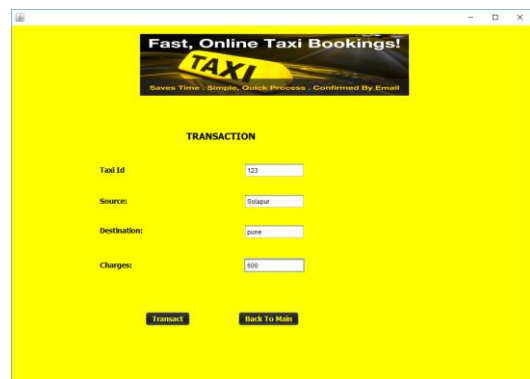 Fast, Online Taxi Bookings!
TAXI
Saves Time . Simple, Quick Process . Confirmed By Email
TRANSACTION
Taxi Id 123
Source: Solapur
Destination: pune
Charges: 600
Transact Back To Main